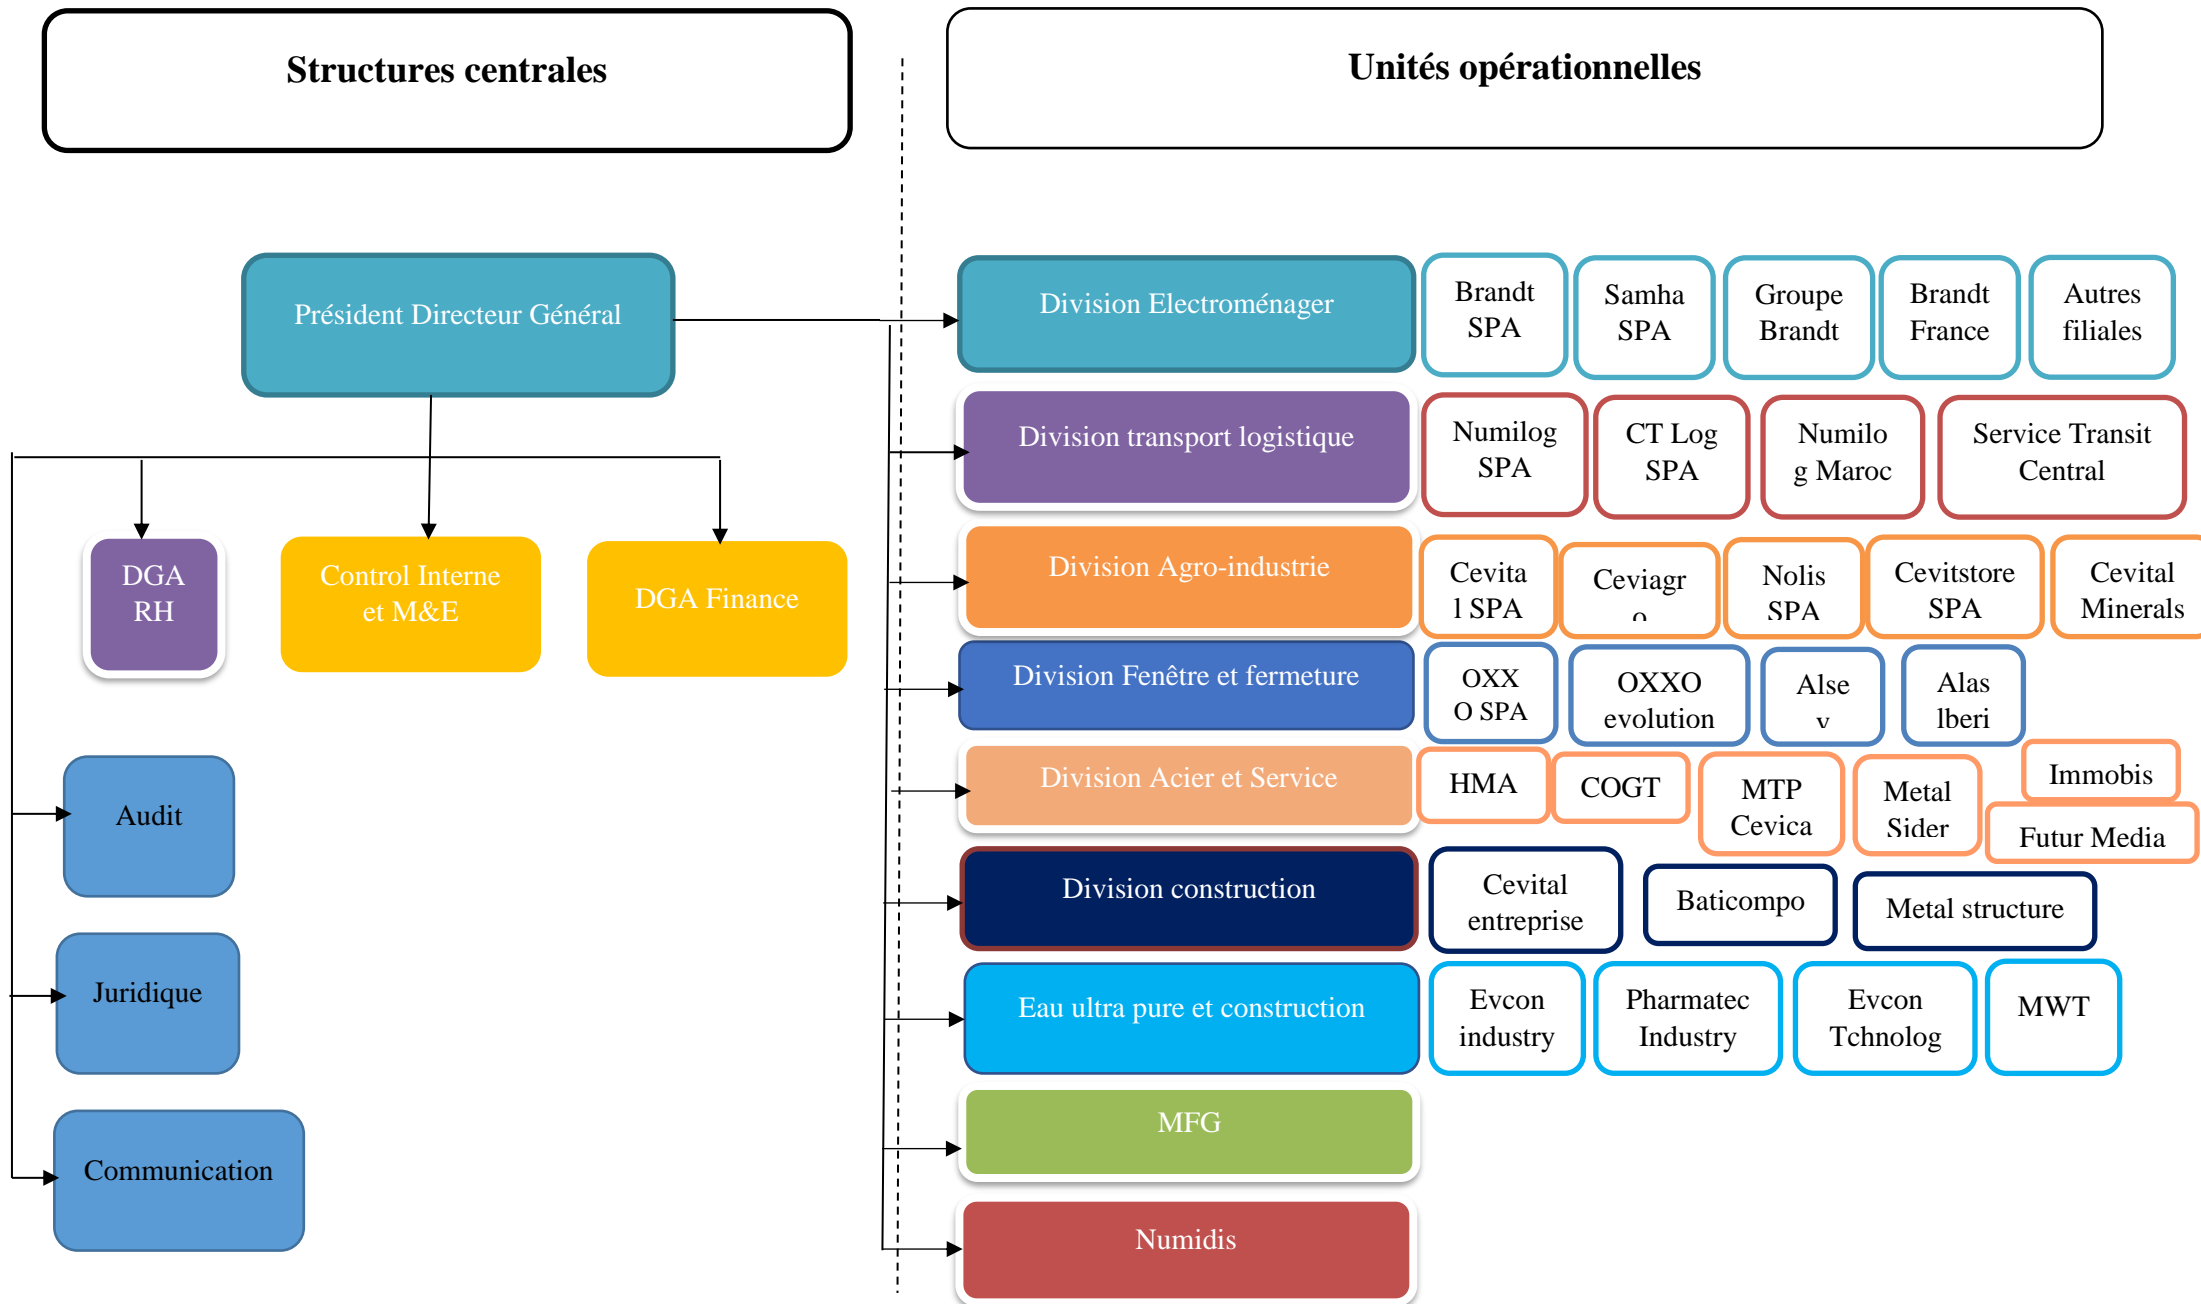 Structures centrales
Unités opérationnelles
Président Directeur Général
DGA
RH
Control Interne
et M&E
DGA Finance
Audit
Juridique
Communication
Division Electroménager
Brandt
SPA
Samha
SPA
Groupe
Brandt
Brandt
France
Autres
filiales
Division transport logistique
Numilog
SPA
CT Log
SPA
Numilo
g Maroc
Service Transit
Central
Division Agro-industrie
Cevita
l SPA
Ceviagr
o
Nolis
SPA
Cevitstore
SPA
Cevital
Minerals
Division Fenêtre et fermeture
OXX
O SPA
OXXO
evolution
Alse
v
Alas
lberi
Division Acier et Service
HMA
COGT
MTP
Cevica
Metal
Sider
Immobis
Futur Media
Division construction
Cevital
entreprise
Baticompo
Metal structure
Eau ultra pure et construction
Evcon
industry
Pharmatec
Industry
Evcon
Tchnolog
MWT
MFG
Numidis